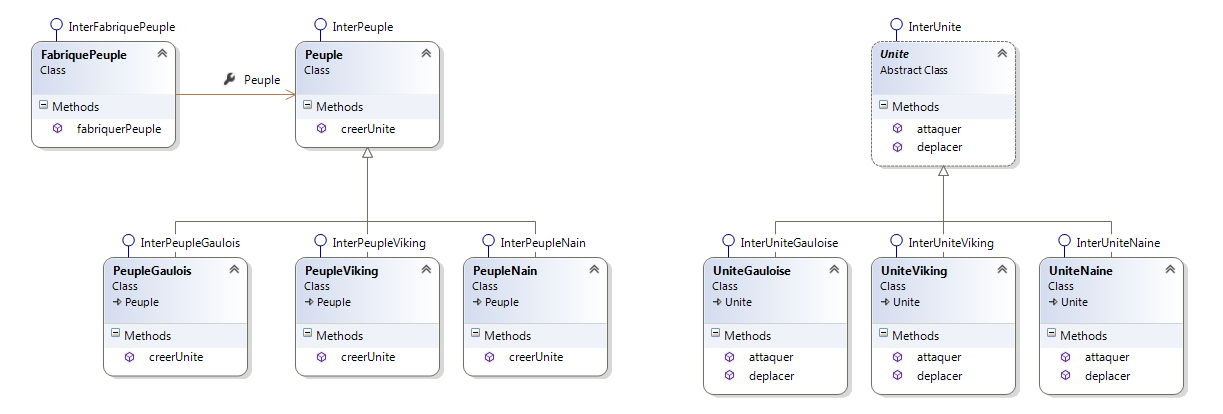 InterFabriquePeuple
InterPeuple
InterUnite
FabriquePeuple
Class
Methods
fabriquerPeuple
Peuple
Peuple
Class
Methods
creerUnite
Unite
Abstract Class
Methods
attaquer
deplacer
InterPeupleGaulois
InterPeupleViking
InterPeupleNain
InterUniteGauloise
InterUniteViking
InterUniteNaine
PeupleGaulois
Class
Peuple
Methods
creerUnite
PeupleViking
Class
Peuple
Methods
creerUnite
PeupleNain
Class
Peuple
Methods
creerUnite
UniteGauloise
Class
Unite
Methods
attaquer
deplacer
UniteViking
Class
Unite
Methods
attaquer
deplacer
UniteNaine
Class
Unite
Methods
attaquer
deplacer